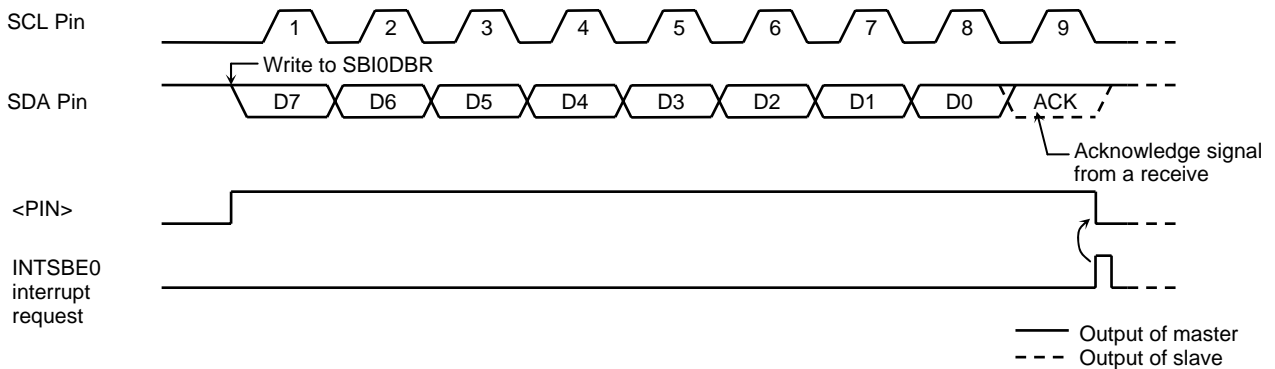 SCL Pin
1 2 3 4 5 6 7 8 9
Write to SBI0DBR
SDA Pin
D7 D6 D5 D4 D3 D2 D1 D0 ACK
Acknowledge signal
from a receive
<PIN>
INTSBE0
interrupt
request
Output of master
Output of slave